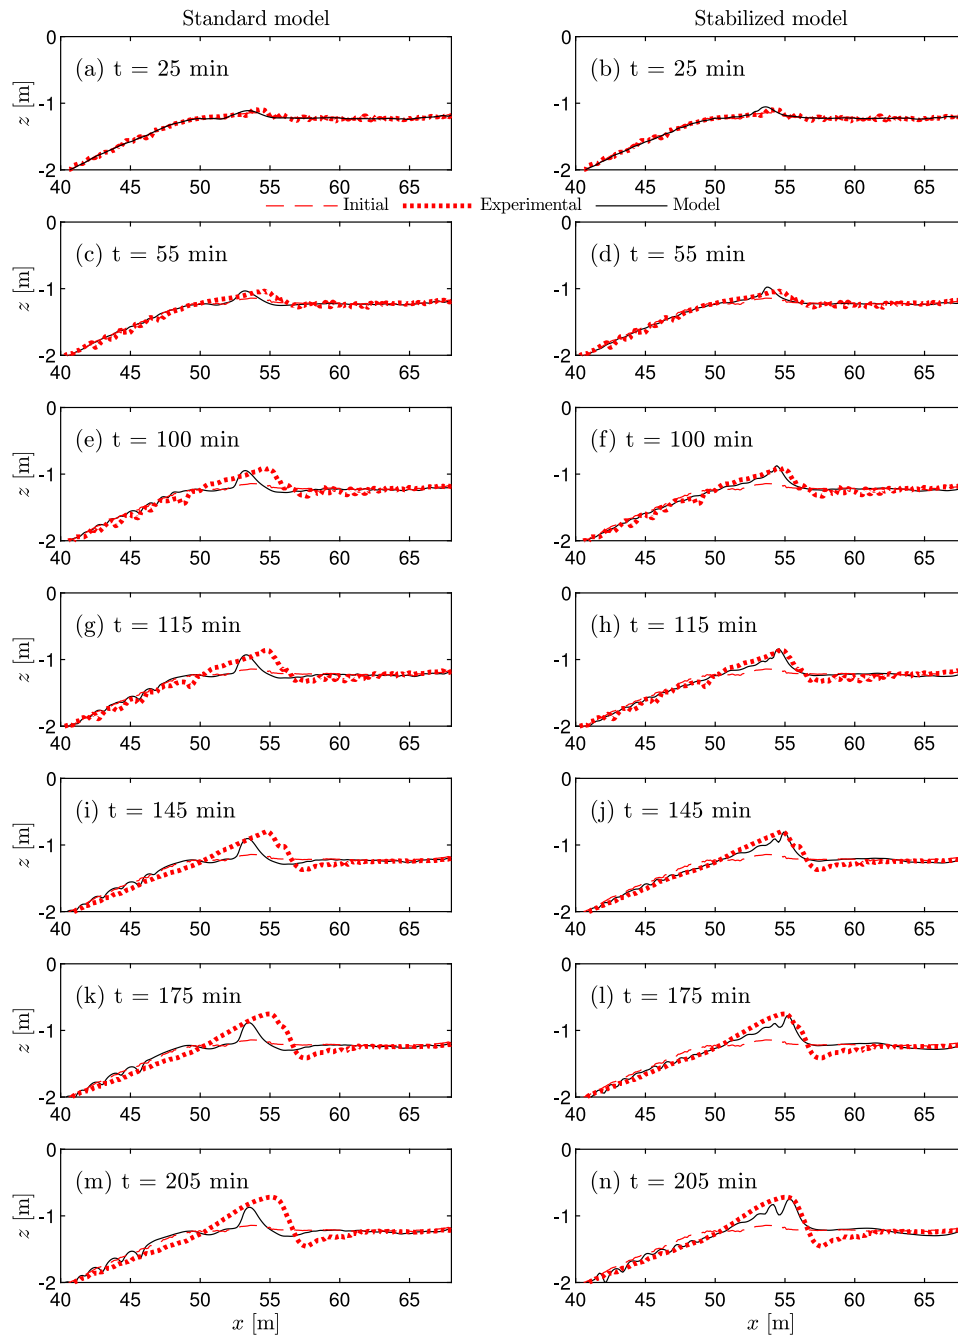 Standard model Stabilized model
0 0
(a) t = 25 min (b) t = 25 min
z [m] -1 z [m] -1
-2 -2
40 45 50 55 60 65 40 45 50 55 60 65
Initial Experimental Model
0 0
(c) t = 55 min (d) t = 55 min
z [m] -1 z [m] -1
-2 -2
40 45 50 55 60 65 40 45 50 55 60 65
0 0
(e) t = 100 min (f) t = 100 min
z [m] -1 z [m] -1
-2 -2
40 45 50 55 60 65 40 45 50 55 60 65
0 0
(g) t = 115 min (h) t = 115 min
z [m] -1 z [m] -1
-2 -2
40 45 50 55 60 65 40 45 50 55 60 65
0 0
(i) t = 145 min (j) t = 145 min
z [m] -1 z [m] -1
-2 -2
40 45 50 55 60 65 40 45 50 55 60 65
0 0
(k) t = 175 min (l) t = 175 min
z [m] -1 z [m] -1
-2 -2
40 45 50 55 60 65 40 45 50 55 60 65
0 0
(m) t = 205 min (n) t = 205 min
z [m] -1 z [m] -1
-2 -2
40 45 50 55 60 65 40 45 50 55 60 65
x [m] x [m]